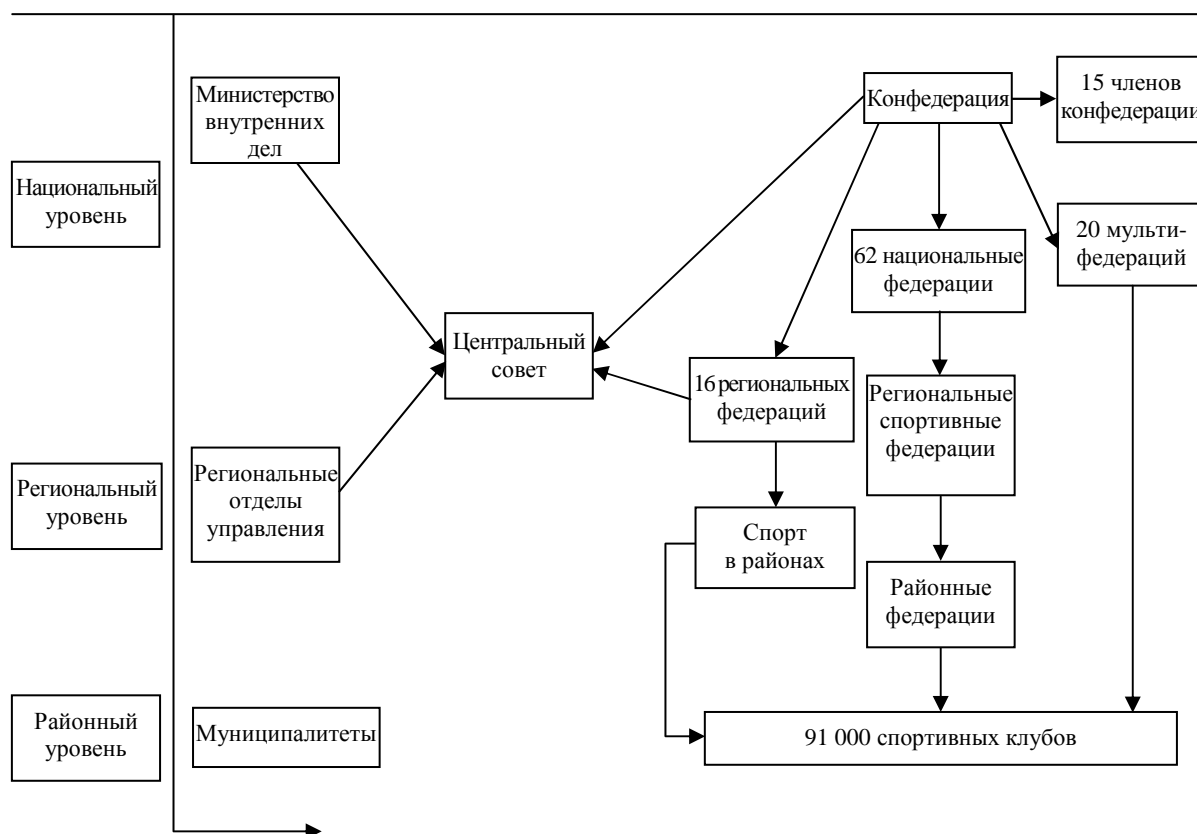 Министерство
внутренних
дел
Конфедерация
15 членов
конфедерации
Национальный
уровень
20 мульти-
федераций
62 национальные
федерации
Центральный
совет
16 региональных
федераций
Региональные
спортивные
федерации
Региональный
уровень
Региональные
отделы
управления
Спорт
в районах
Районные
федерации
Районный
уровень
Муниципалитеты
91 000 спортивных клубов